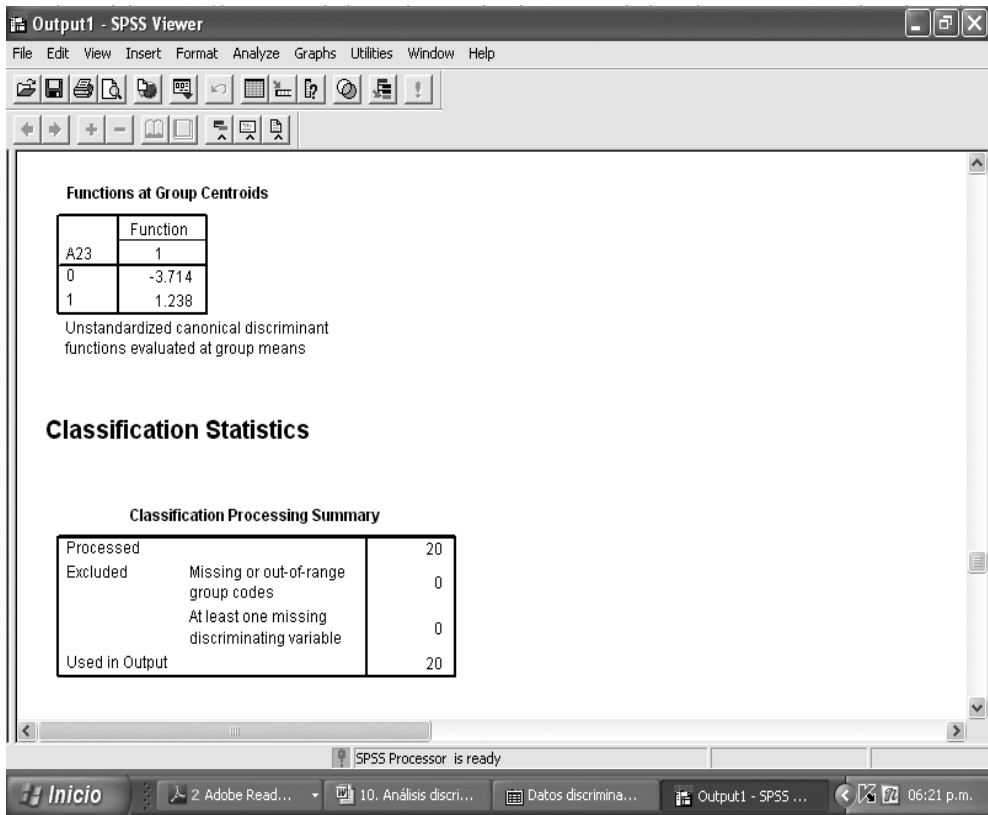 Output1 - SPSS Viewer
File Edit View Insert Format Analyze Graphs Utilities Window Help
Functions at Group Centroids
Function
A23 1
0 -3.714
1 1.238
Unstandardized canonical discriminant
functions evaluated at group means
Classification Statistics
Classification Processing Summary
Processed 20
Excluded Missing or out-of-range
group codes 0
At least one missing
discriminating variable 0
Used in Output 20
SPSS Processor is ready
Inicio 2 Adobe Read... 10. Análisis discri... Datos discrimina... Output1 - SPSS ... 06:21 p.m.